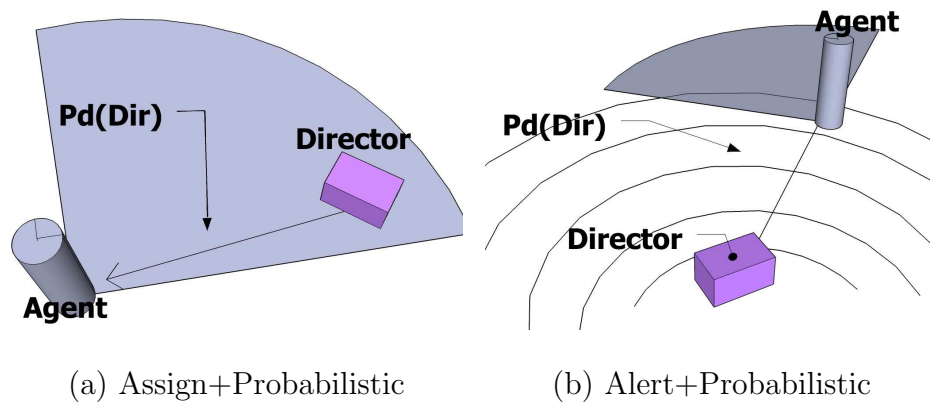 Pd(Dir)
Director
Agent
Agent
Pd(Dir)
Director
(a) Assign+Probabilistic
(b) Alert+Probabilistic